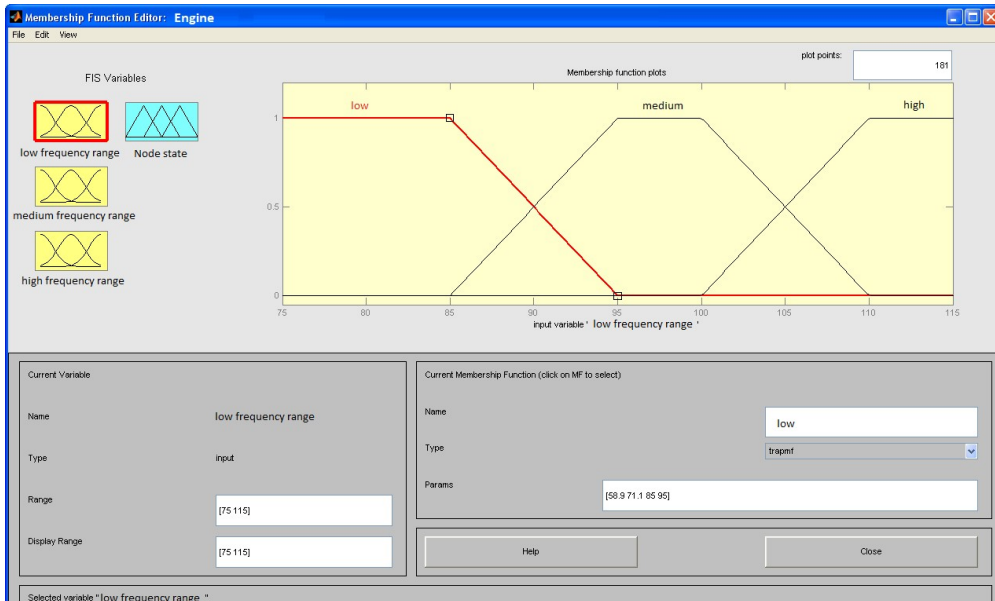 Membership Function Editor: Engine
File Edit View
plot points:
181
FIS Variables
Membership function plots
low frequency range
Node state
medium frequency range
high frequency range
low medium high
1
0.5
0
75 80 85 90 95 100 105 110 115
input variable " low frequency range "
Current Variable
Name low frequency range
Type input
Range [75 115]
Display Range [75 115]
Current Membership Function (click on MF to select)
Name low
Type trapmf
Params [58.9 71.1 85 95]
Help Close
Selected variable "low frequency range "